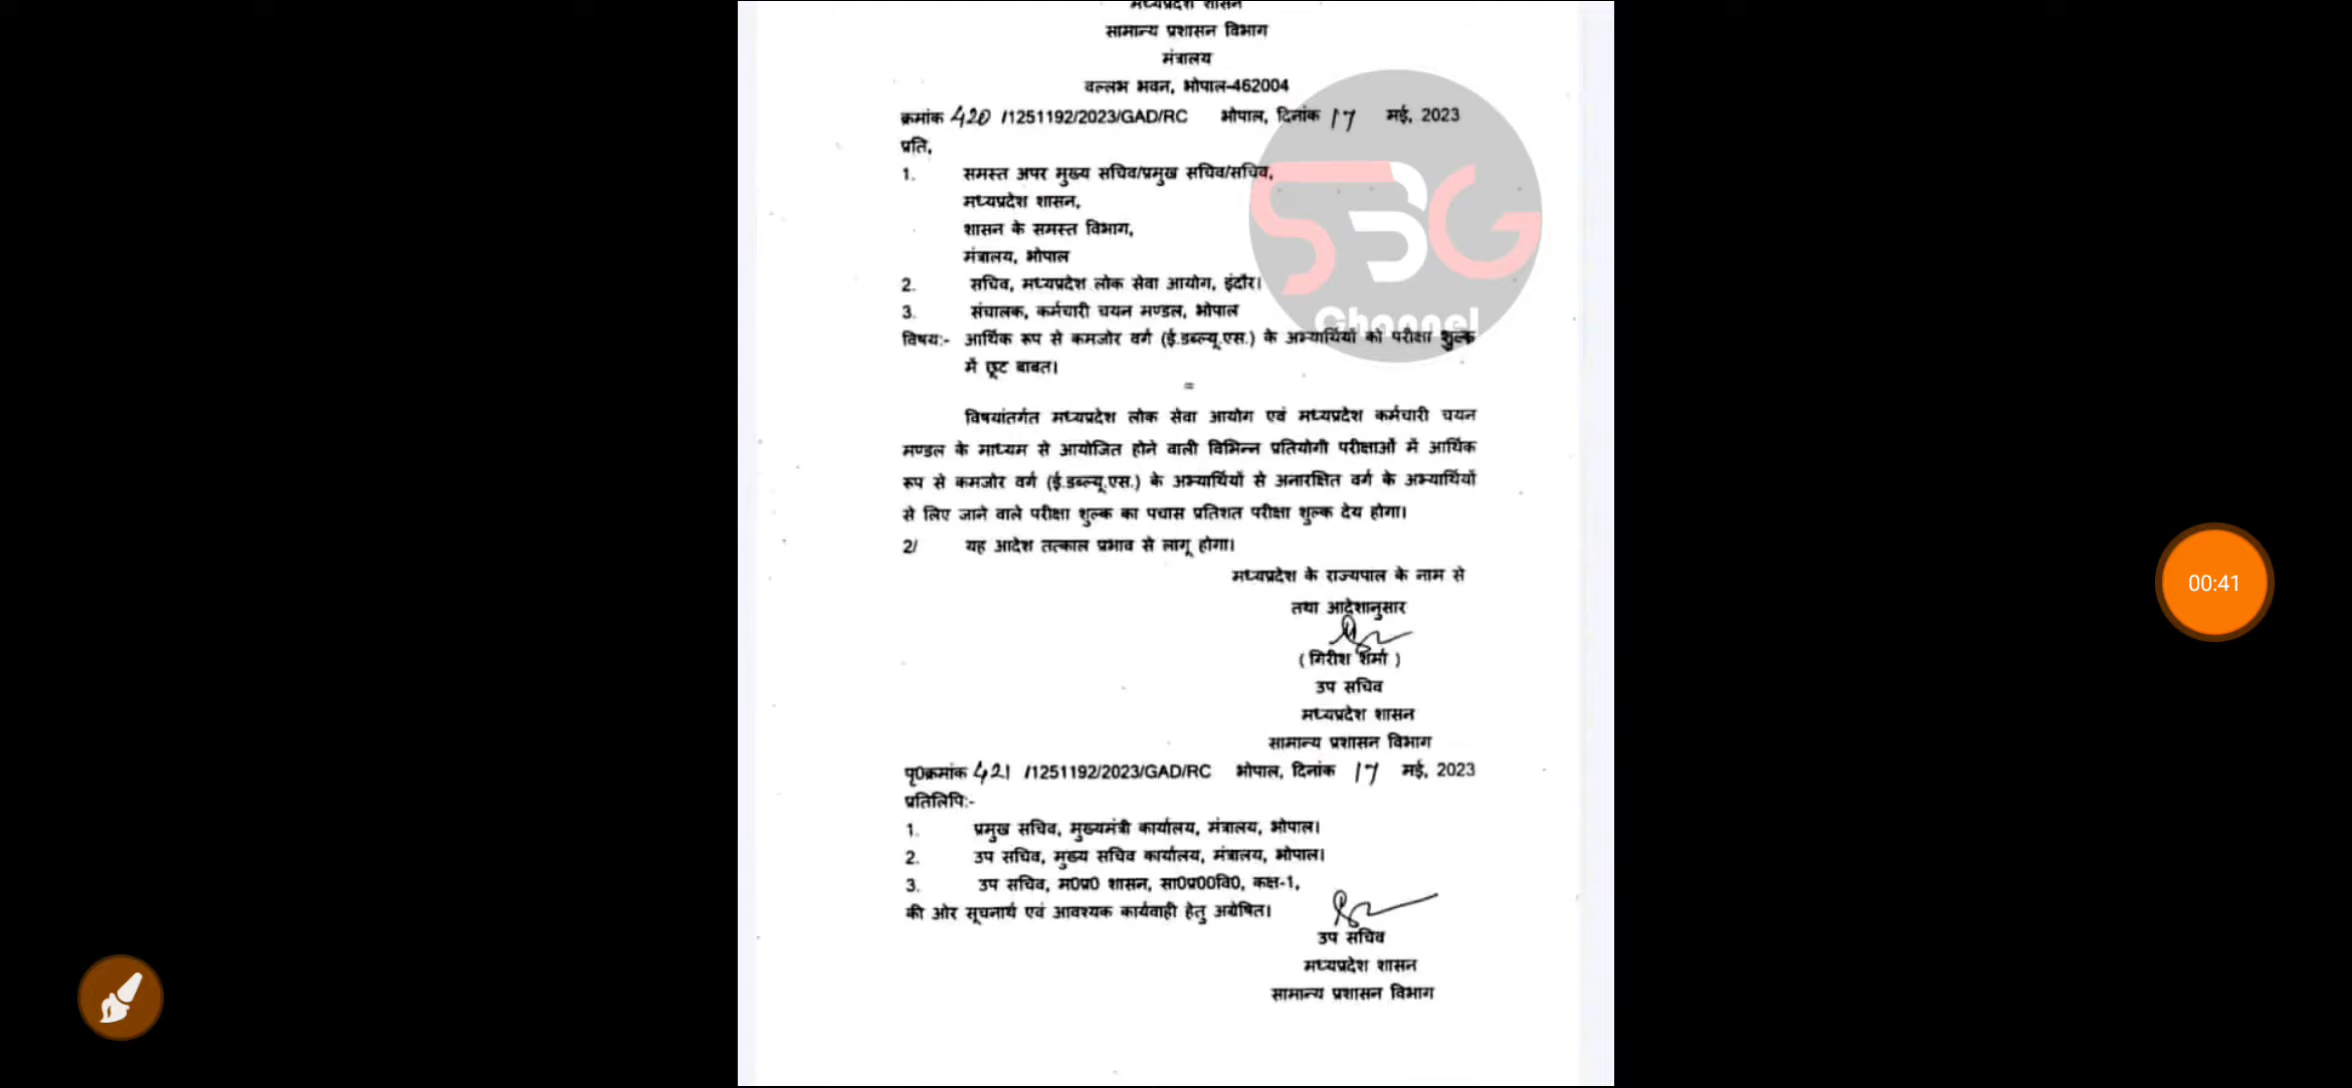 मध्यप्रदेश शासन
सामान्य प्रशासन विभाग
मंत्रालय
वल्लभ भवन, भोपाल-462004
क्रमांक 420 /1251192/2023/GAD/RC भोपाल, दिनांक 17 मई, 2023
प्रति,
1. समस्त अपर मुख्य सचिव/प्रमुख सचिव/सचिव,
मध्यप्रदेश शासन,
शासन के समस्त विभाग,
मंत्रालय, भोपाल
2. सचिव, मध्यप्रदेश लोक सेवा आयोग, इंदौर।
3. संचालक, कर्मचारी चयन मण्डल, भोपाल
SBG
Channel
विषयः- आर्थिक रूप से कमजोर वर्ग (ई.डब्ल्यू.एस.) के अभ्यार्थियों को परीक्षा शुल्क
में छूट बाबत।
=
विषयांतर्गत मध्यप्रदेश लोक सेवा आयोग एवं मध्यप्रदेश कर्मचारी चयन
मण्डल के माध्यम से आयोजित होने वाली विभिन्न प्रतियोगी परीक्षाओं में आर्थिक
रूप से कमजोर वर्ग (ई.डब्ल्यू.एस.) के अभ्यार्थियों से अनारक्षित वर्ग के अभ्यार्थियों
से लिए जाने वाले परीक्षा शुल्क का पचास प्रतिशत परीक्षा शुल्क देय होगा।
2/ यह आदेश तत्काल प्रभाव से लागू होगा।
मध्यप्रदेश के राज्यपाल के नाम से
तथा आदेशानुसार
( गिरीश शर्मा )
उप सचिव
मध्यप्रदेश शासन
सामान्य प्रशासन विभाग
पृ0क्रमांक 421 /1251192/2023/GAD/RC भोपाल, दिनांक 17 मई, 2023
प्रतिलिपिः-
1. प्रमुख सचिव, मुख्यमंत्री कार्यालय, मंत्रालय, भोपाल।
2. उप सचिव, मुख्य सचिव कार्यालय, मंत्रालय, भोपाल।
3. उप सचिव, म0प्र0 शासन, सा0प्र00वि0, कक्ष-1,
की ओर सूचनार्थ एवं आवश्यक कार्यवाही हेतु अग्रेषित।
उप सचिव
मध्यप्रदेश शासन
सामान्य प्रशासन विभाग
00:41